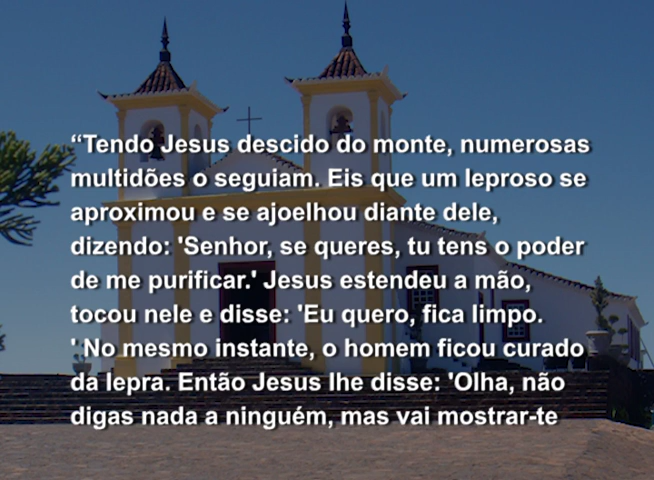 “Tendo Jesus descido do monte, numerosas
multidões o seguiam. Eis que um leproso se
aproximou e se ajoelhou diante dele,
dizendo: 'Senhor, se queres, tu tens o poder
de me purificar.' Jesus estendeu a mão,
tocou nele e disse: 'Eu quero, fica limpo.
' No mesmo instante, o homem ficou curado
da lepra. Então Jesus lhe disse: 'Olha, não
digas nada a ninguém, mas vai mostrar-te